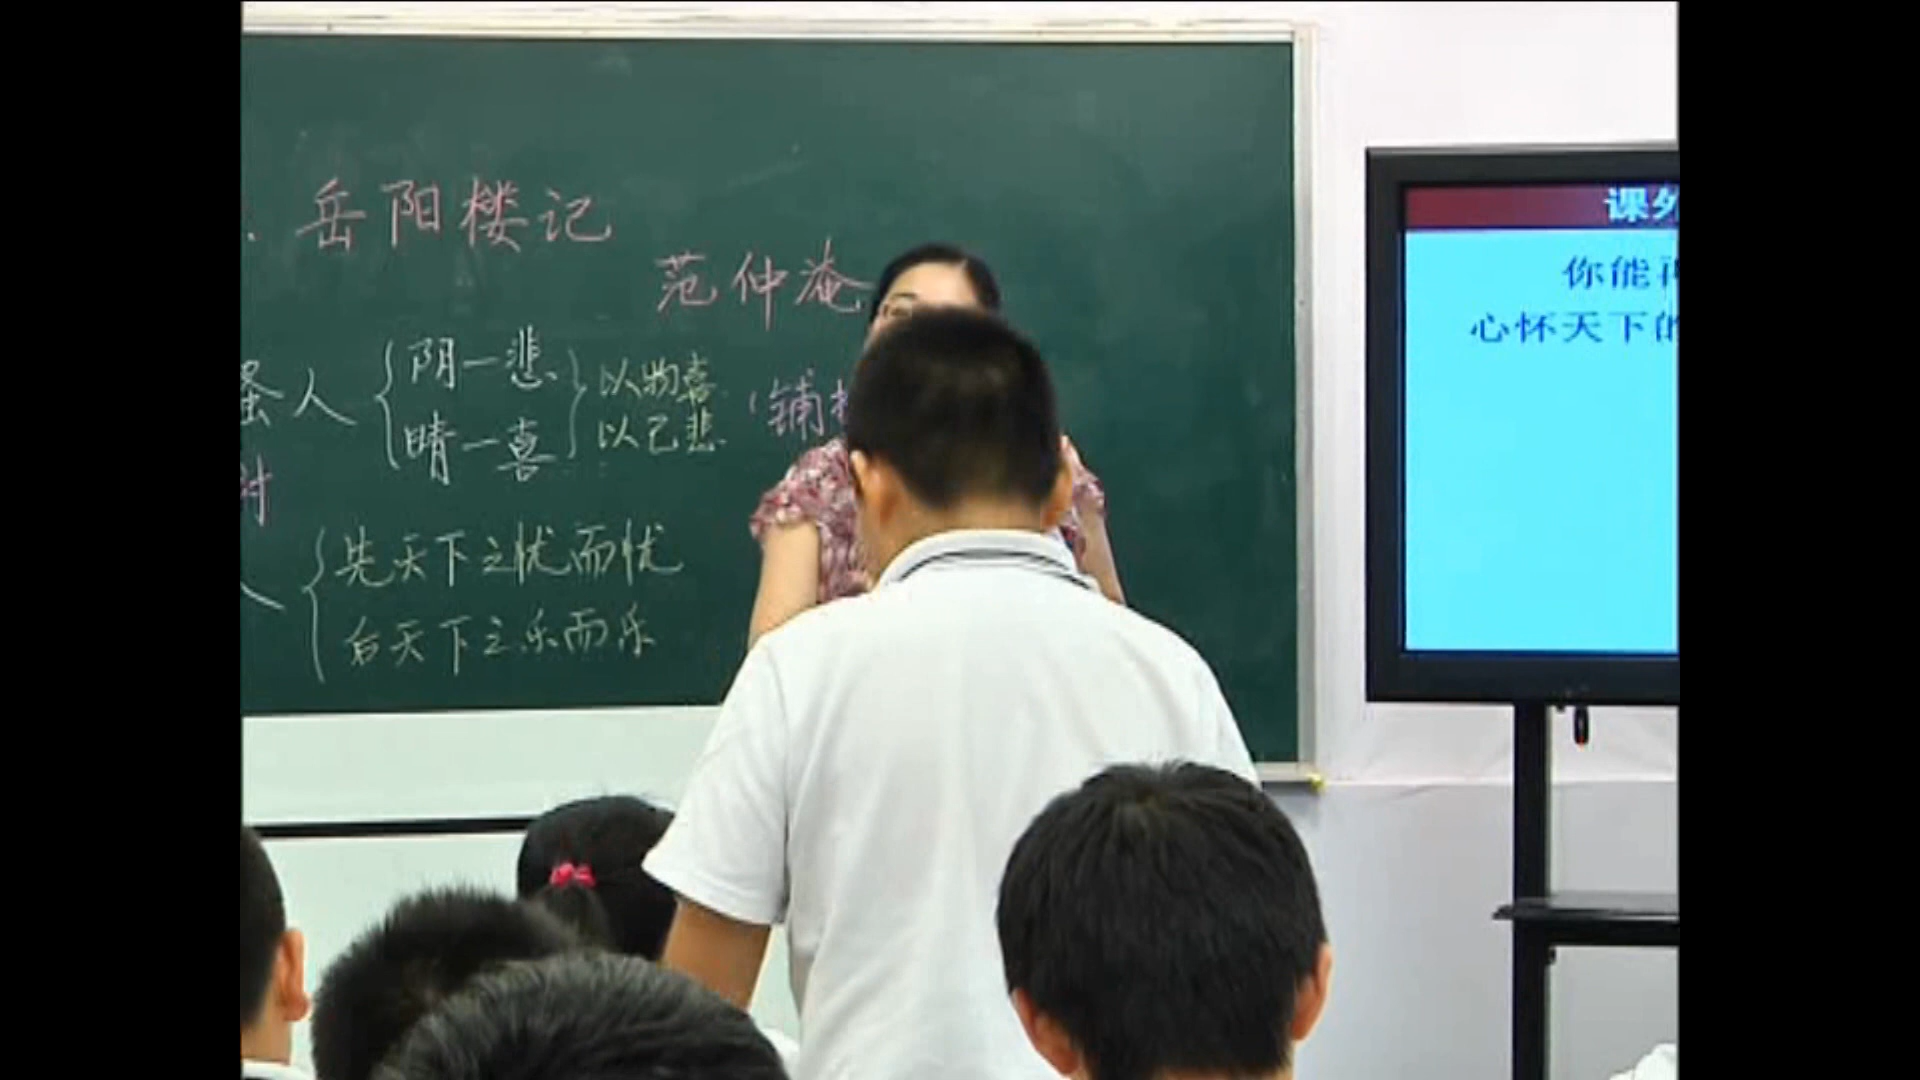 岳阳楼记
范仲淹
人
阴一悲
以物喜
晴一喜
以己悲
铺
先天下之忧而忧
后天下之乐而乐
课外
你能
心怀天下的